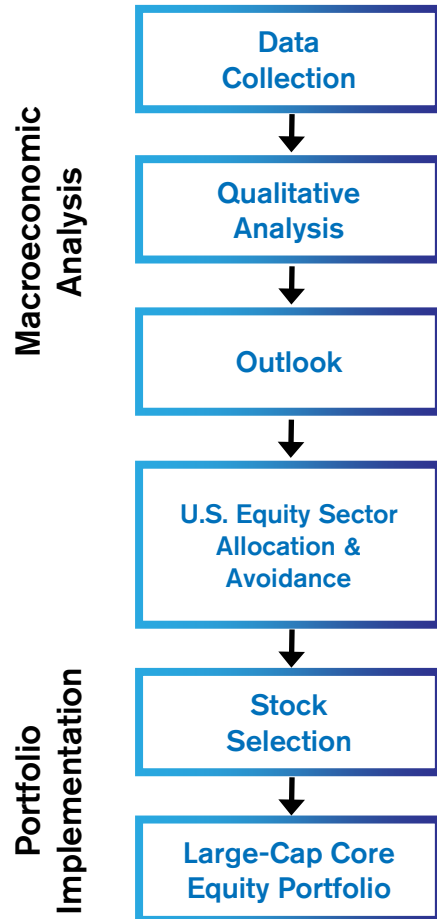 Macroeconomic
Analysis
Data
Collection
Qualitative
Analysis
Outlook
U.S. Equity Sector
Allocation &
Avoidance
Portfolio
Implementation
Stock
Selection
Large-Cap Core
Equity Portfolio